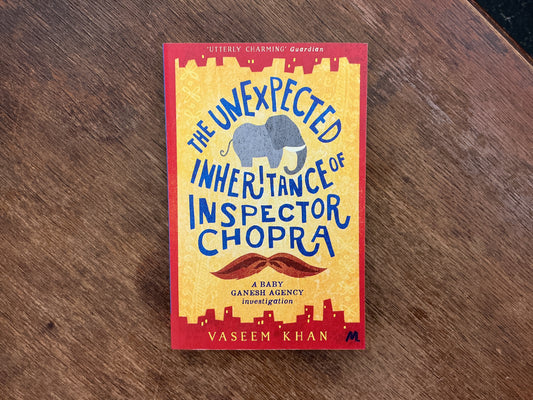 'UTTERLY CHARMING' Guardian
THE UNEXPECTED
INHERITANCE OF
INSPECTOR
CHOPRA
A BABY
GANESH AGENCY
investigation
VASEEM KHAN
M